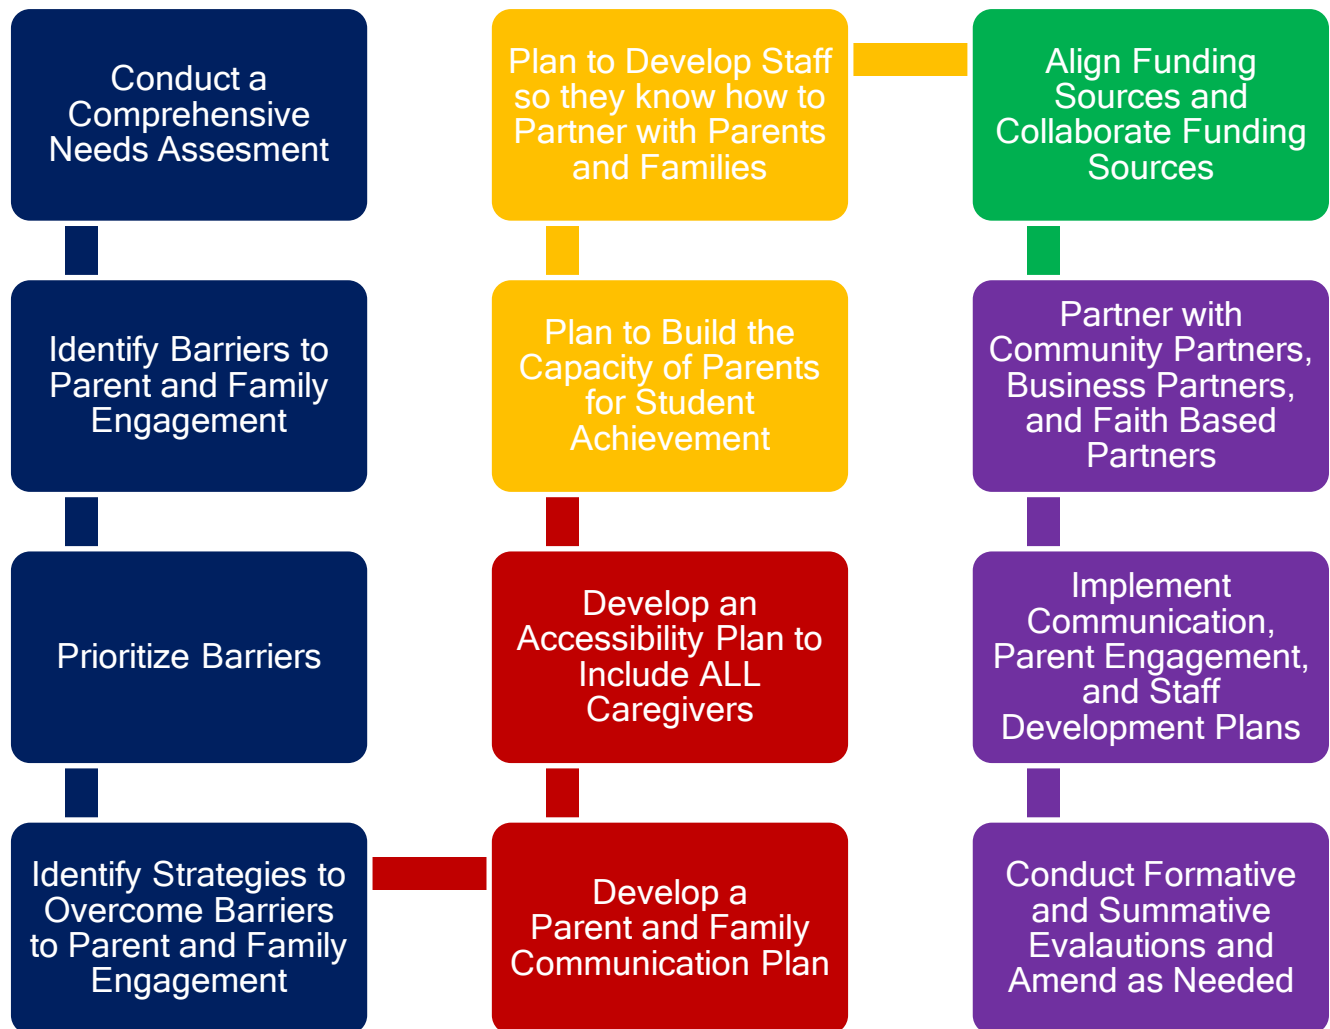 Conduct a
Comprehensive
Needs Assesment
Identify Barriers to
Parent and Family
Engagement
Prioritize Barriers
Identify Strategies to
Overcome Barriers
to Parent and Family
Engagement
Develop a
Parent and Family
Communication Plan
Develop an
Accessibility Plan to
Include ALL
Caregivers
Plan to Build the
Capacity of Parents
for Student
Achievement
Plan to Develop Staff
so they know how to
Partner with Parents
and Families
Align Funding
Sources and
Collaborate Funding
Sources
Partner with
Community Partners,
Business Partners,
and Faith Based
Partners
Implement
Communication,
Parent Engagement,
and Staff
Development Plans
Conduct Formative
and Summative
Evalautions and
Amend as Needed